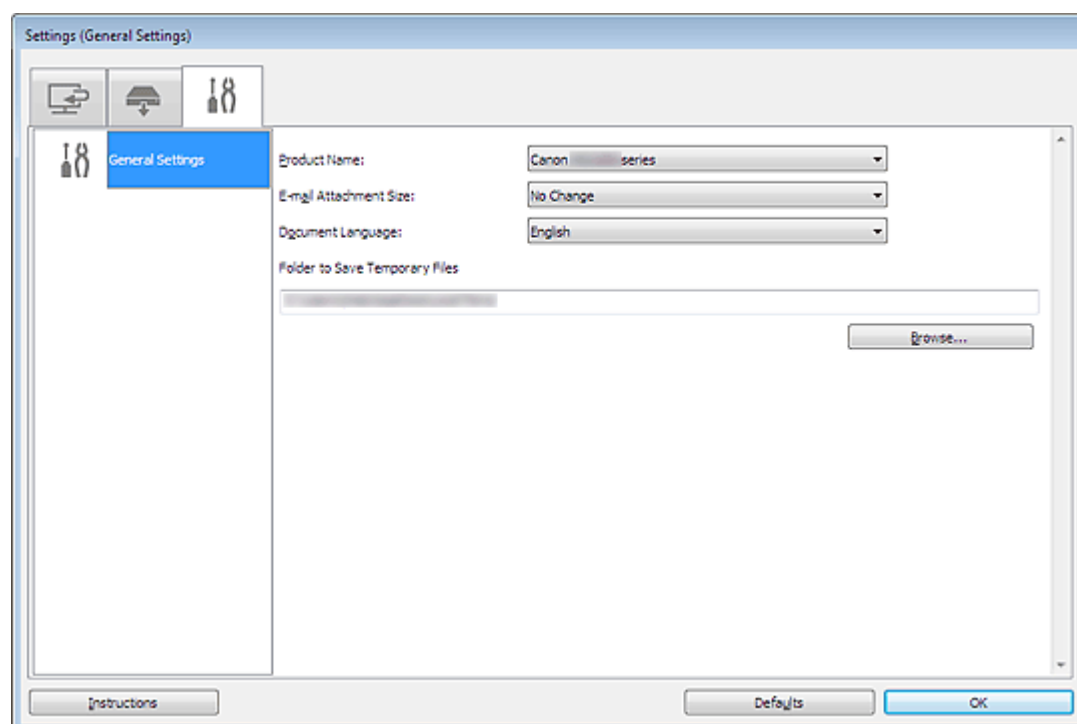 Settings (General Settings)
General Settings
Product Name:
Canon series
E-mail Attachment Size:
No Change
Document Language:
English
Folder to Save Temporary Files
Browse...
Instructions
Defaults
OK